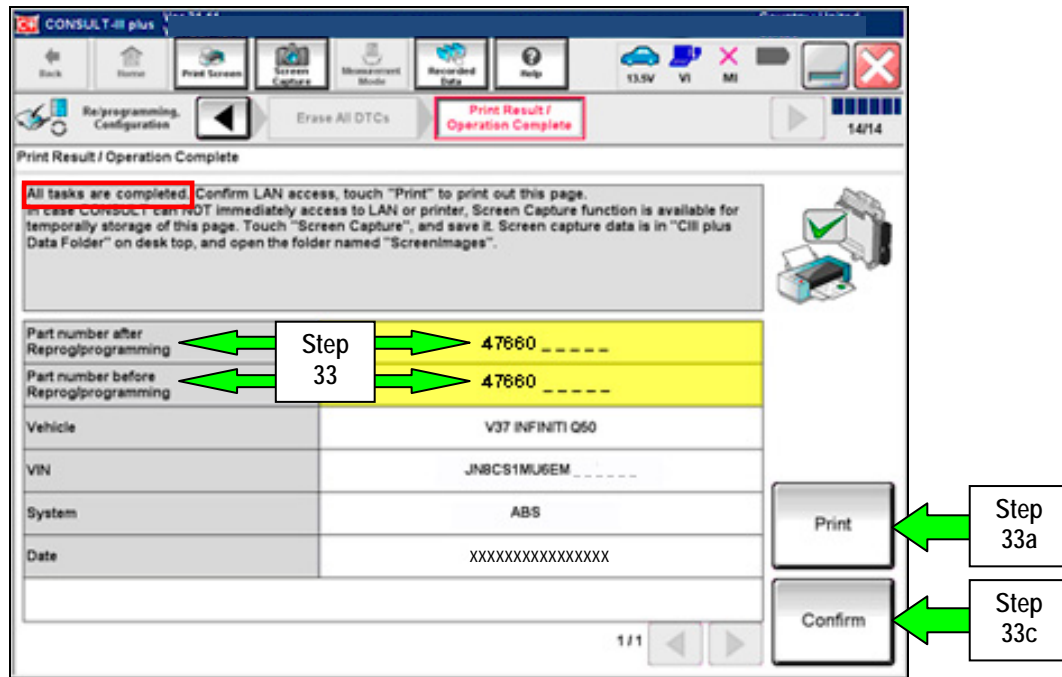 CONSULT-III plus
Back
Home
Print Screen
Screen Capture
Measurement Mode
Recorded Data
Help
13.5V
VI
MI
Re/programming, Configuration
Erase All DTCs
Print Result / Operation Complete
14/14
Print Result / Operation Complete
All tasks are completed. Confirm LAN access, touch "Print" to print out this page.
In case CONSULT can NOT immediately access to LAN or printer, Screen Capture function is available for
temporally storage of this page. Touch "Screen Capture", and save it. Screen capture data is in "CIII plus
Data Folder" on desk top, and open the folder named "ScreenImages".
Part number after
Reprog/programming
Step
33
47660 _ _ _ _ _
Part number before
Reprog/programming
47660 _ _ _ _ _
Vehicle
V37 INFINITI Q50
VIN
JN8CS1MU6EM _ _ _ _ _ _
System
ABS
Date
XXXXXXXXXXXXXXXX
Print
Step
33a
Confirm
Step
33c
1/1